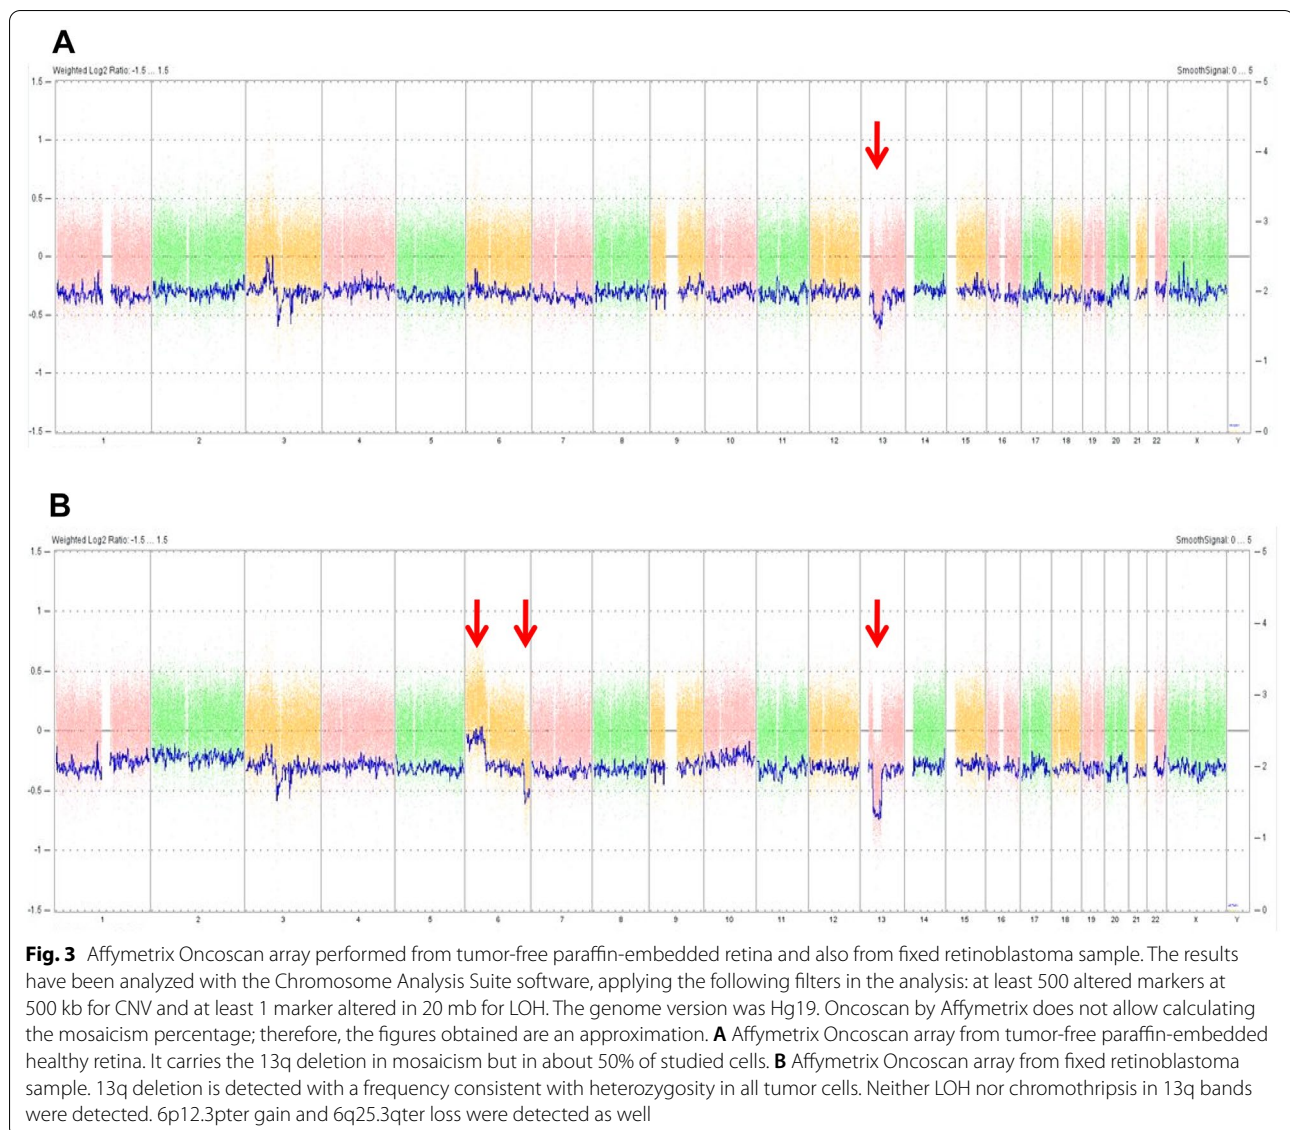 A
Weighted Log2 Ratio: -1.5 ... 1.5 SmoothSignal: 0 ... 5
1.5 5
1 4
0.5 3
0
-0.5 2
-1 1
-1.5 0
1 2 3 4 5 6 7 8 9 10 11 12 13 14 15 16 17 18 19 20 21 22 X Y
B
Weighted Log2 Ratio: -1.5 ... 1.5 SmoothSignal: 0 ... 5
1.5 5
1 4
0.5 3
0
-0.5 2
-1 1
-1.5 0
1 2 3 4 5 6 7 8 9 10 11 12 13 14 15 16 17 18 19 20 21 22 X Y
Fig. 3 Affymetrix Oncoscan array performed from tumor-free paraffin-embedded retina and also from fixed retinoblastoma sample. The results
have been analyzed with the Chromosome Analysis Suite software, applying the following filters in the analysis: at least 500 altered markers at
500 kb for CNV and at least 1 marker altered in 20 mb for LOH. The genome version was Hg19. Oncoscan by Affymetrix does not allow calculating
the mosaicism percentage; therefore, the figures obtained are an approximation. A Affymetrix Oncoscan array from tumor-free paraffin-embedded
healthy retina. It carries the 13q deletion in mosaicism but in about 50% of studied cells. B Affymetrix Oncoscan array from fixed retinoblastoma
sample. 13q deletion is detected with a frequency consistent with heterozygosity in all tumor cells. Neither LOH nor chromothripsis in 13q bands
were detected. 6p12.3pter gain and 6q25.3qter loss were detected as well